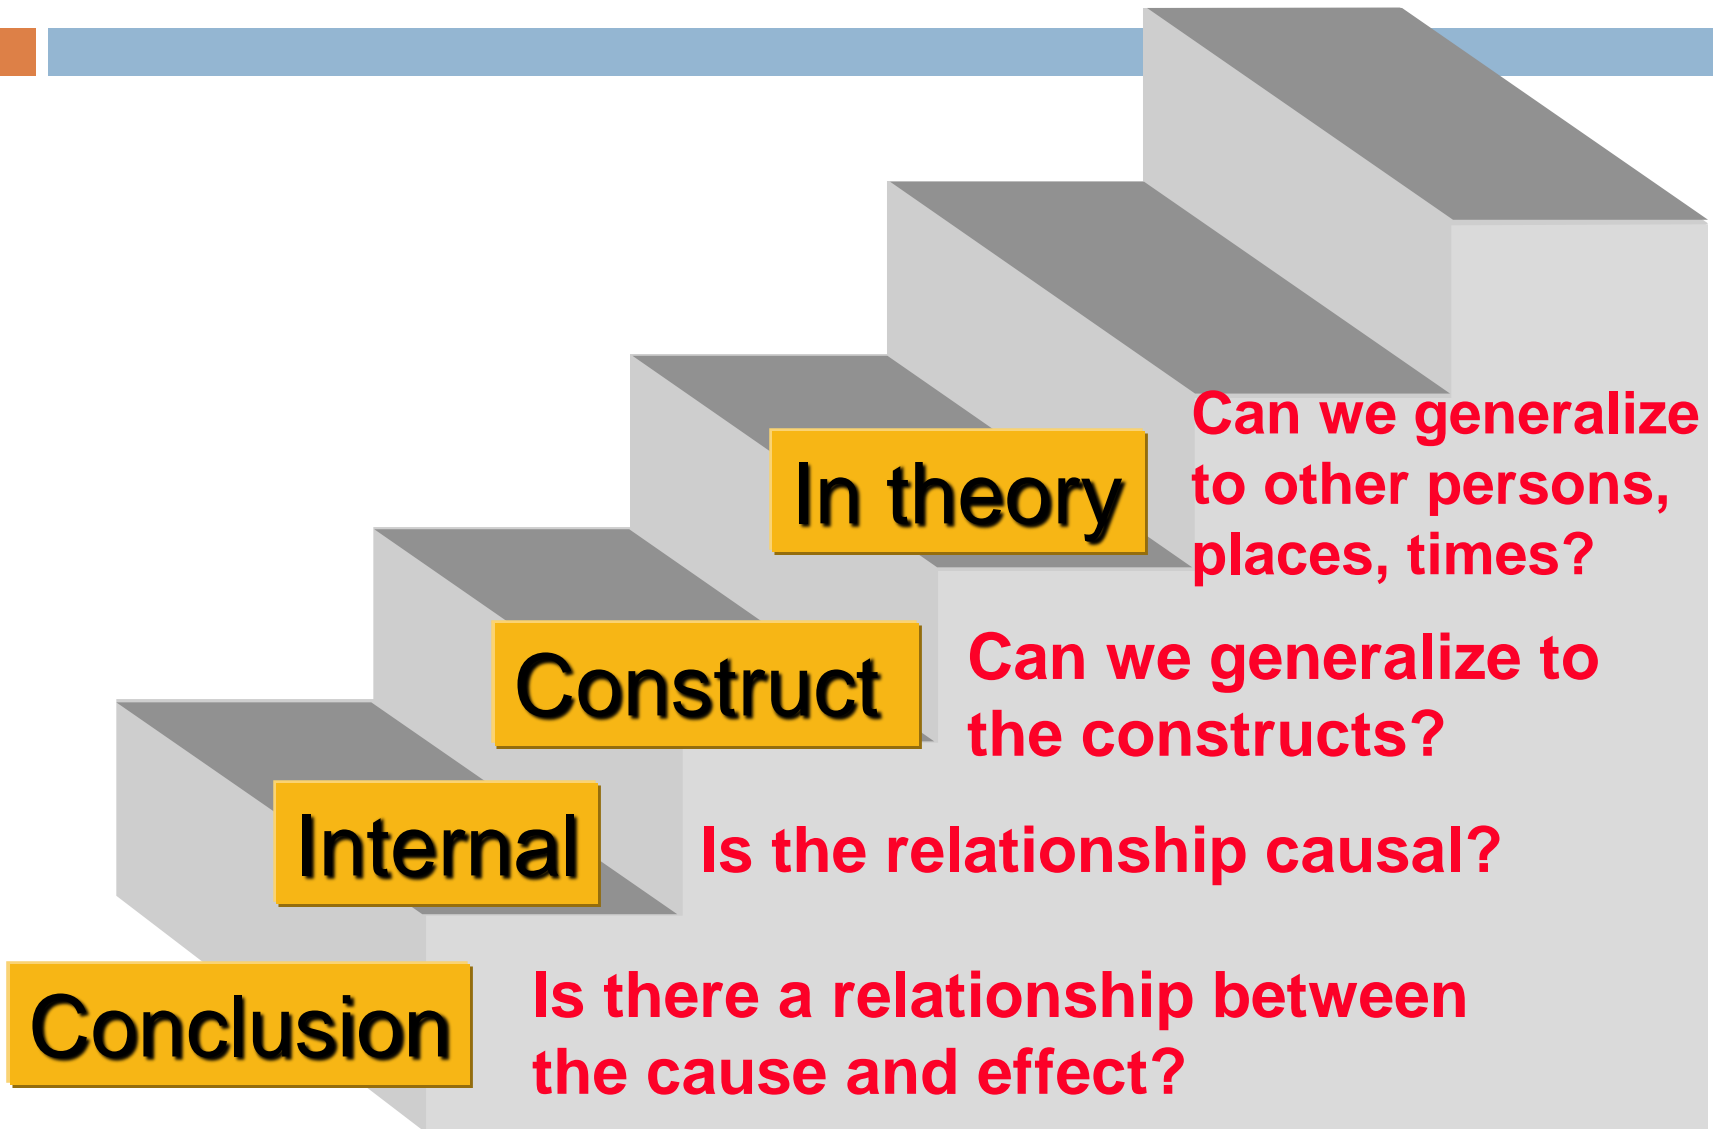 Can we generalize
to other persons,
places, times?
In theory
Can we generalize to
the constructs?
Construct
Is the relationship causal?
Internal
Is there a relationship between
the cause and effect?
Conclusion